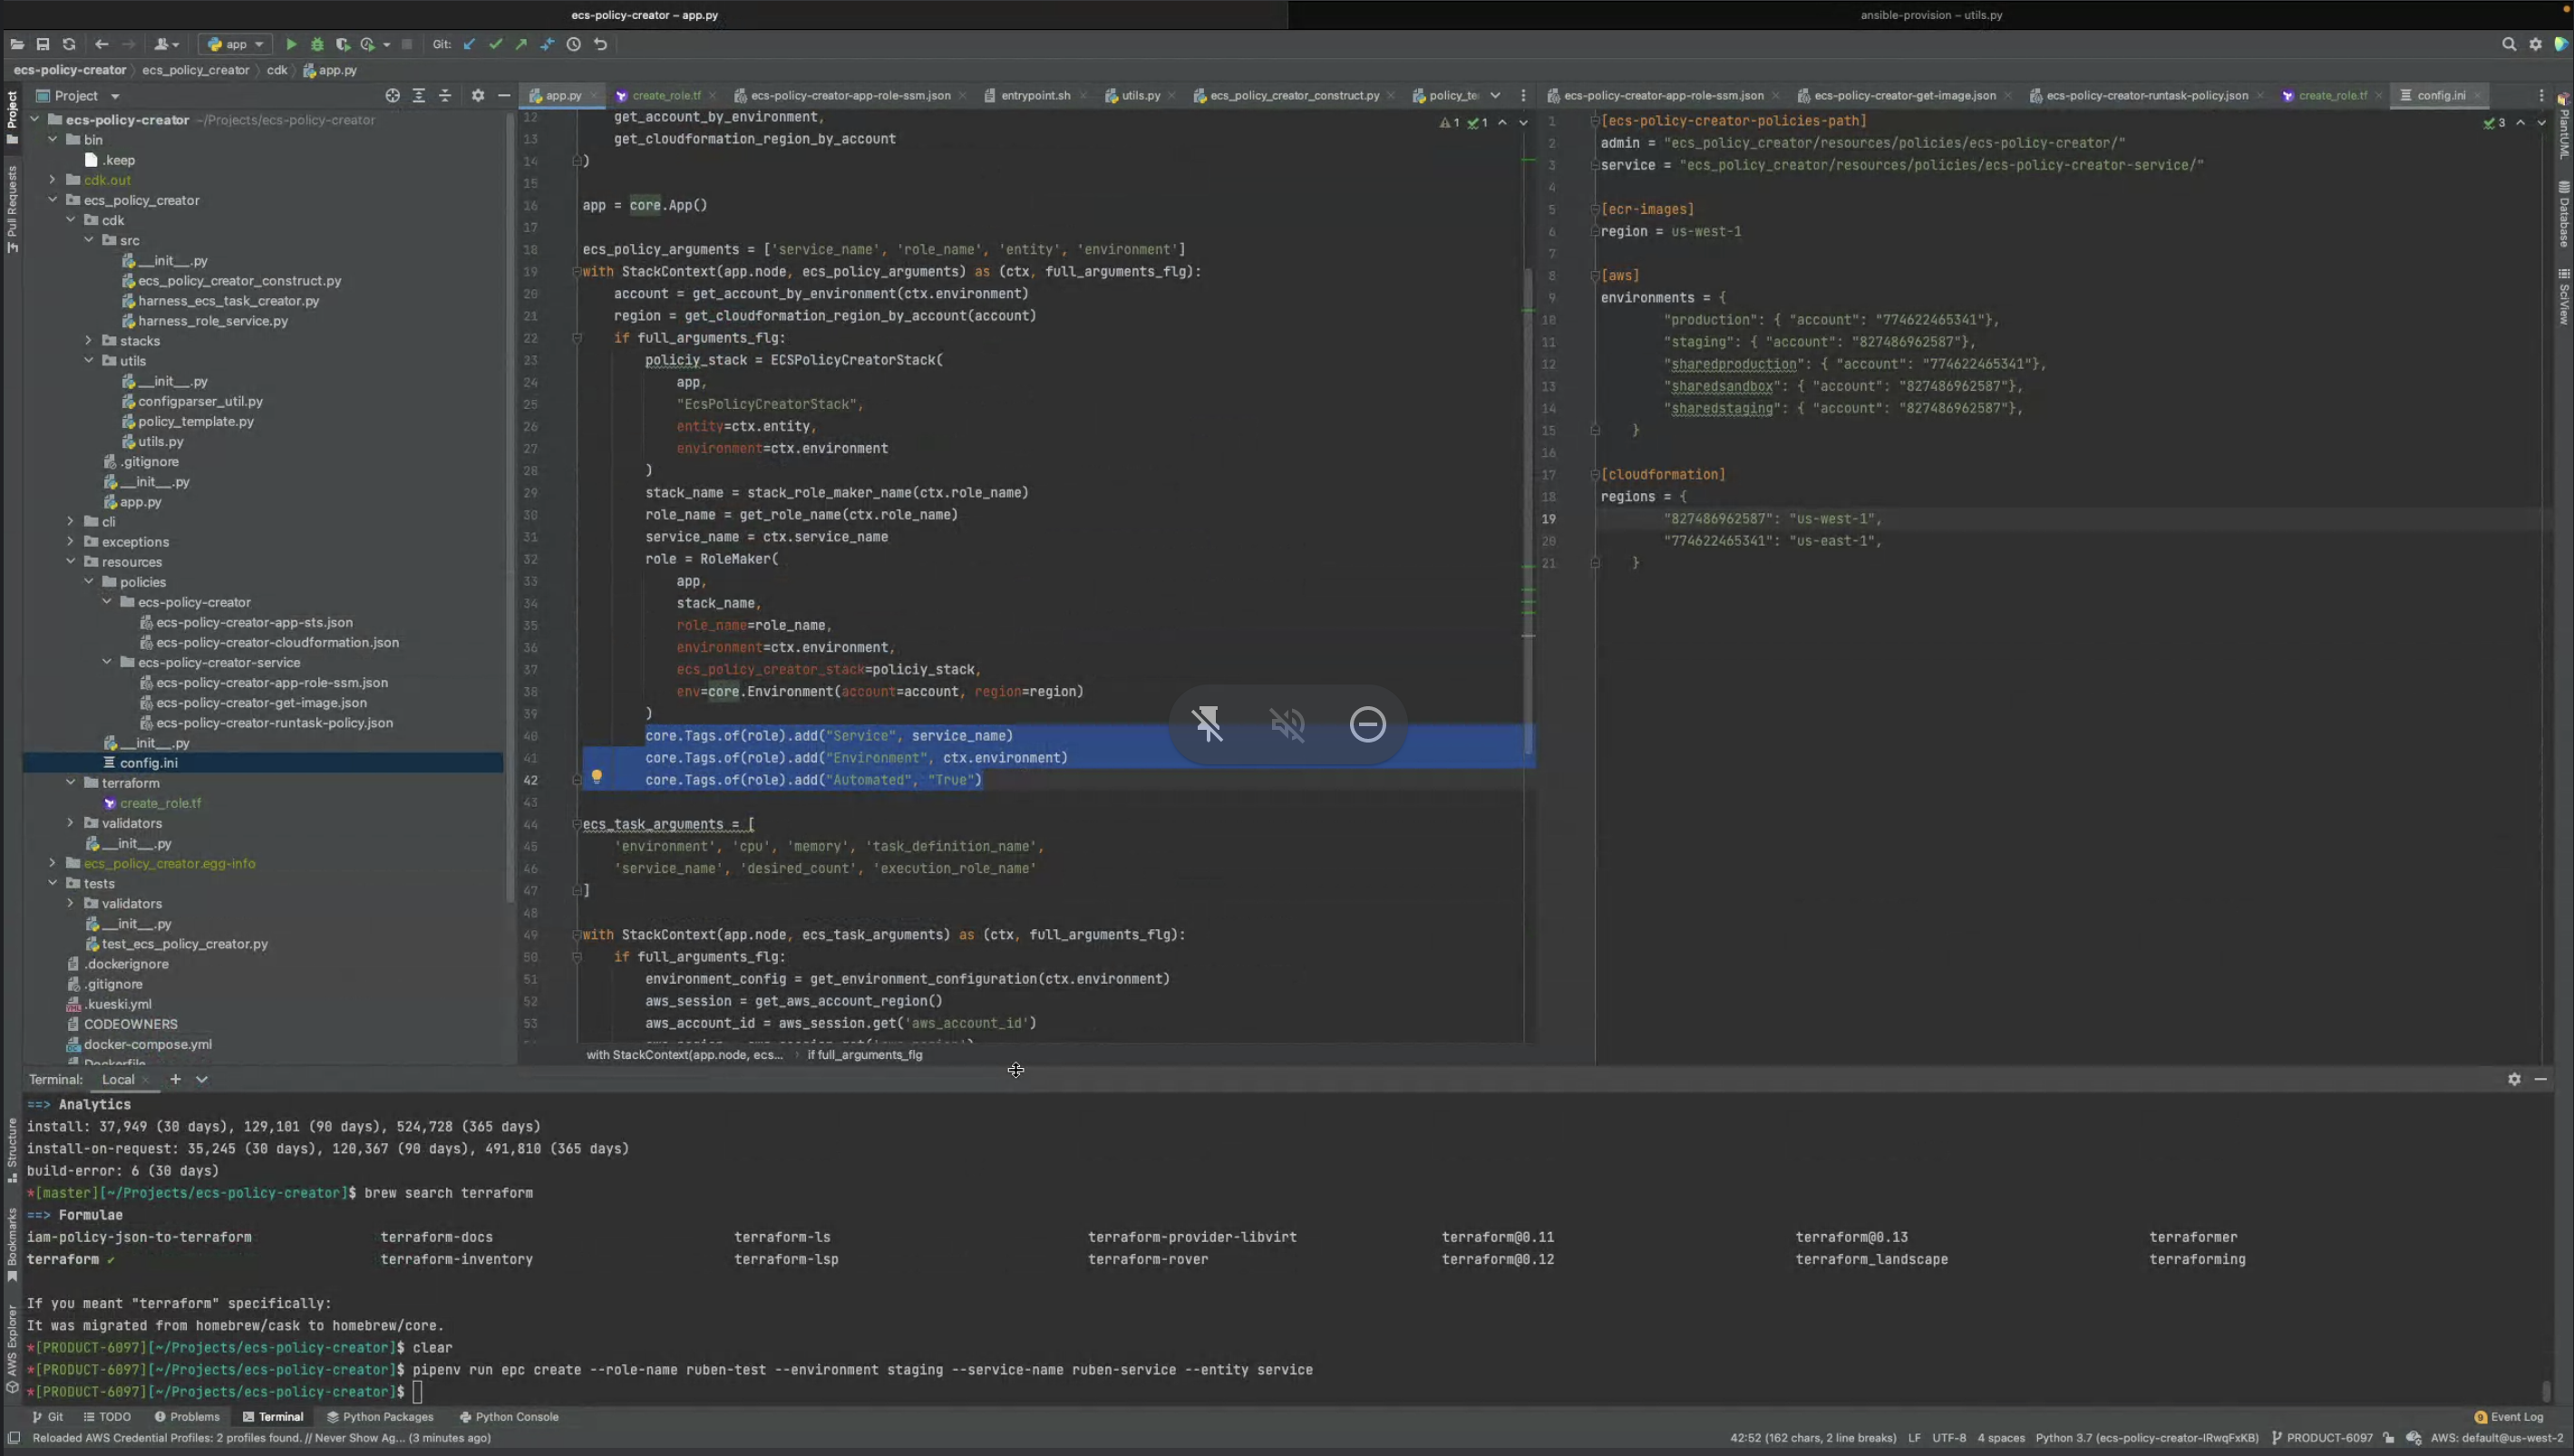 ecs-policy-creator – app.py
ansible-provision – utils.py
app
Git:
ecs-policy-creator
ecs_policy_creator
cdk
app.py
Project
ecs-policy-creator ~/Projects/ecs-policy-creator
bin
.keep
cdk.out
ecs_policy_creator
cdk
src
__init__.py
ecs_policy_creator_construct.py
harness_ecs_task_creator.py
harness_role_service.py
stacks
utils
__init__.py
configparser_util.py
policy_template.py
utils.py
.gitignore
__init__.py
app.py
cli
exceptions
resources
policies
ecs-policy-creator
ecs-policy-creator-app-sts.json
ecs-policy-creator-cloudformation.json
ecs-policy-creator-service
ecs-policy-creator-app-role-ssm.json
ecs-policy-creator-get-image.json
ecs-policy-creator-runtask-policy.json
__init__.py
config.ini
terraform
create_role.tf
validators
__init__.py
ecs_policy_creator.egg-info
tests
validators
__init__.py
test_ecs_policy_creator.py
.dockerignore
.gitignore
.kueski.yml
CODEOWNERS
docker-compose.yml
Dockerfile
Project
Pull Requests
Structure
Bookmarks
AWS Explorer
app.py
create_role.tf
ecs-policy-creator-app-role-ssm.json
entrypoint.sh
utils.py
ecs_policy_creator_construct.py
policy_te
1 1
12 get_account_by_environment,
13 get_cloudformation_region_by_account
14 )
15
16 app = core.App()
17
18 ecs_policy_arguments = ['service_name', 'role_name', 'entity', 'environment']
19 with StackContext(app.node, ecs_policy_arguments) as (ctx, full_arguments_flg):
20 account = get_account_by_environment(ctx.environment)
21 region = get_cloudformation_region_by_account(account)
22 if full_arguments_flg:
23 policiy_stack = ECSPolicyCreatorStack(
24 app,
25 "EcsPolicyCreatorStack",
26 entity=ctx.entity,
27 environment=ctx.environment
28 )
29 stack_name = stack_role_maker_name(ctx.role_name)
30 role_name = get_role_name(ctx.role_name)
31 service_name = ctx.service_name
32 role = RoleMaker(
33 app,
34 stack_name,
35 role_name=role_name,
36 environment=ctx.environment,
37 ecs_policy_creator_stack=policiy_stack,
38 env=core.Environment(account=account, region=region)
39 )
40 core.Tags.of(role).add("Service", service_name)
41 core.Tags.of(role).add("Environment", ctx.environment)
42 core.Tags.of(role).add("Automated", "True")
43
44 ecs_task_arguments = [
45 'environment', 'cpu', 'memory', 'task_definition_name',
46 'service_name', 'desired_count', 'execution_role_name'
47 ]
48
49 with StackContext(app.node, ecs_task_arguments) as (ctx, full_arguments_flg):
50 if full_arguments_flg:
51 environment_config = get_environment_configuration(ctx.environment)
52 aws_session = get_aws_account_region()
53 aws_account_id = aws_session.get('aws_account_id')
with StackContext(app.node, ecs... if full_arguments_flg
ecs-policy-creator-app-role-ssm.json
ecs-policy-creator-get-image.json
ecs-policy-creator-runtask-policy.json
create_role.tf
config.ini
3
1 [ecs-policy-creator-policies-path]
2 admin = "ecs_policy_creator/resources/policies/ecs-policy-creator/"
3 service = "ecs_policy_creator/resources/policies/ecs-policy-creator-service/"
4
5 [ecr-images]
6 region = us-west-1
7
8 [aws]
9 environments = {
10 "production": { "account": "774622465341"},
11 "staging": { "account": "827486962587"},
12 "sharedproduction": { "account": "774622465341"},
13 "sharedsandbox": { "account": "827486962587"},
14 "sharedstaging": { "account": "827486962587"},
15 }
16
17 [cloudformation]
18 regions = {
19 "827486962587": "us-west-1",
20 "774622465341": "us-east-1",
21 }
PlantUML
Database
SciView
Terminal: Local
==> Analytics
install: 37,949 (30 days), 129,101 (90 days), 524,728 (365 days)
install-on-request: 35,245 (30 days), 120,367 (90 days), 491,810 (365 days)
build-error: 6 (30 days)
*[master][~/Projects/ecs-policy-creator]$ brew search terraform
==> Formulae
iam-policy-json-to-terraform terraform-docs terraform-ls terraform-provider-libvirt terraform@0.11 terraform@0.13 terraformer
terraform ✔ terraform-inventory terraform-lsp terraform-rover terraform@0.12 terraform_landscape terraforming
If you meant "terraform" specifically:
It was migrated from homebrew/cask to homebrew/core.
*[PRODUCT-6097][~/Projects/ecs-policy-creator]$ clear
*[PRODUCT-6097][~/Projects/ecs-policy-creator]$ pipenv run epc create --role-name ruben-test --environment staging --service-name ruben-service --entity service
*[PRODUCT-6097][~/Projects/ecs-policy-creator]$
Git TODO Problems Terminal Python Packages Python Console
9 Event Log
Reloaded AWS Credential Profiles: 2 profiles found. // Never Show Ag... (3 minutes ago)
42:52 (162 chars, 2 line breaks) LF UTF-8 4 spaces Python 3.7 (ecs-policy-creator-lRwqFxKB) PRODUCT-6097 AWS: default@us-west-2